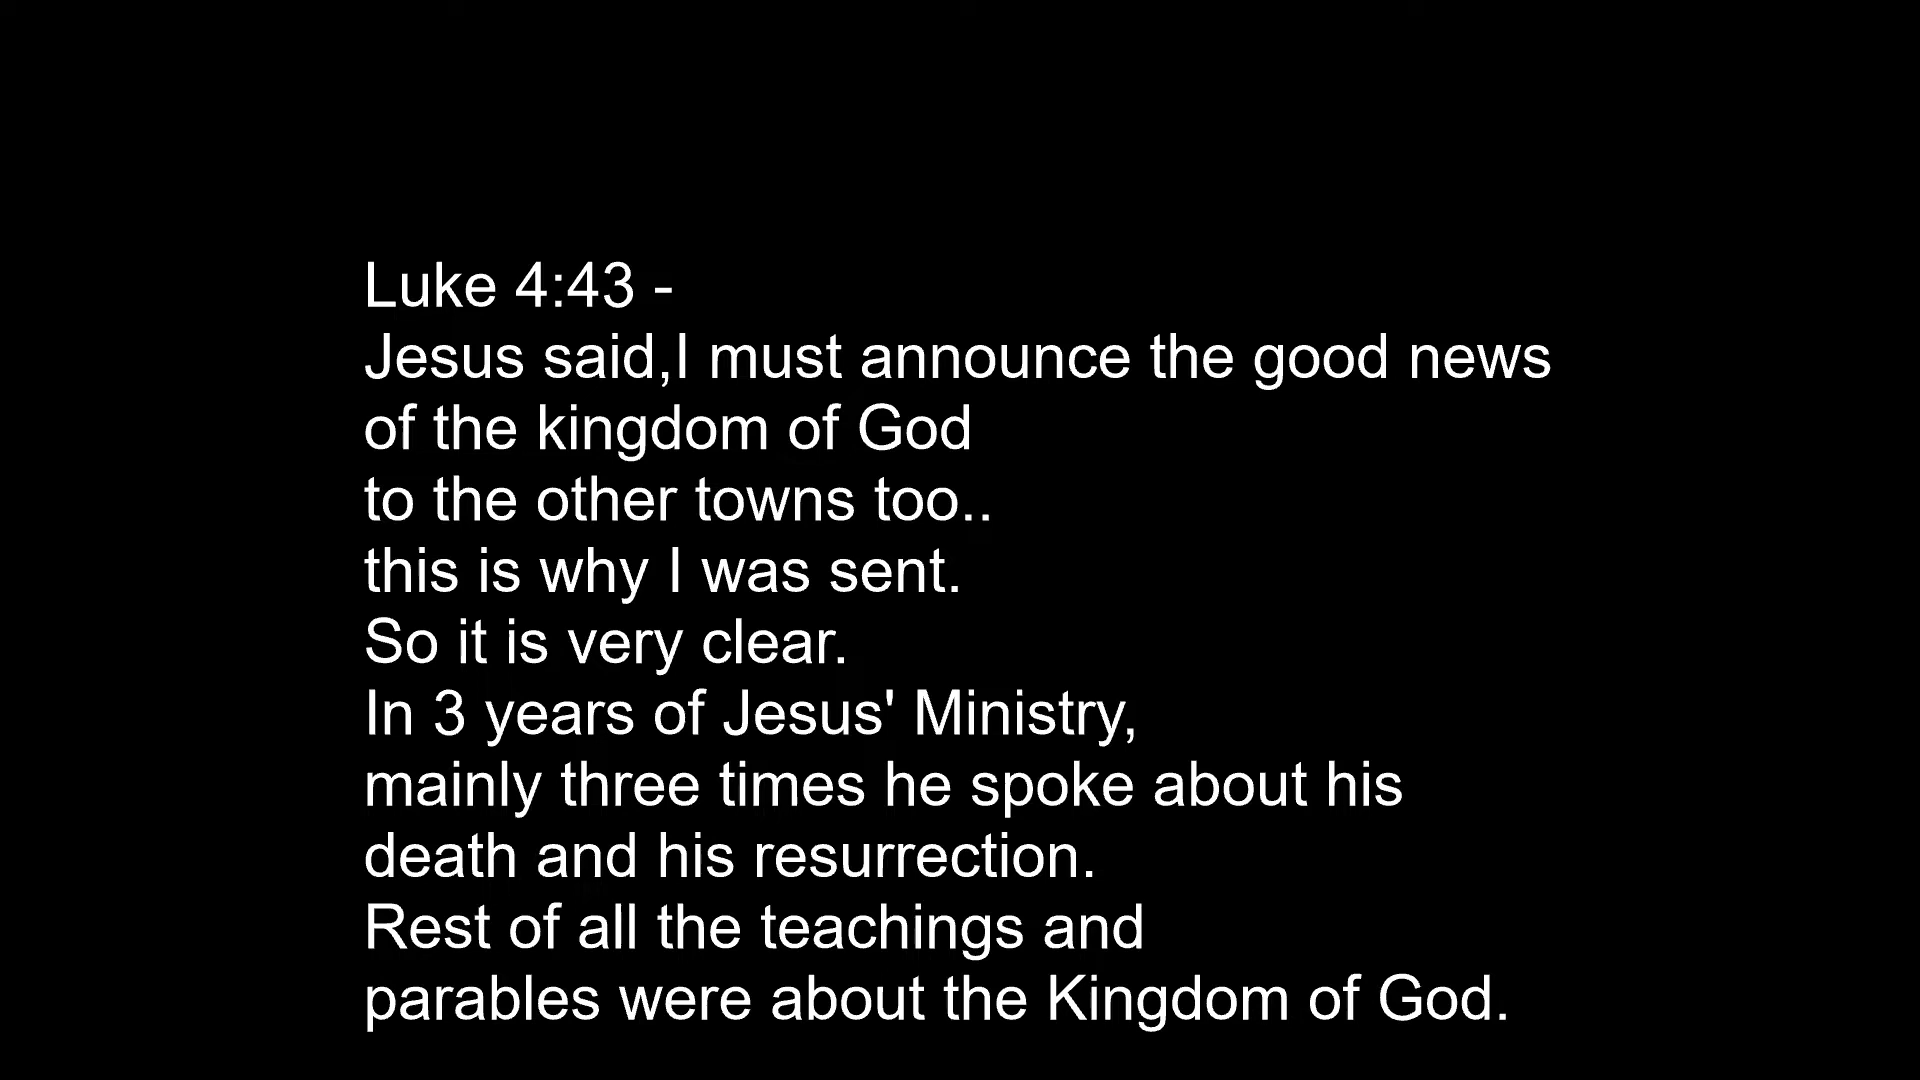 Luke 4:43 -
Jesus said,I must announce the good news
of the kingdom of God
to the other towns too..
this is why I was sent.
So it is very clear.
In 3 years of Jesus' Ministry,
mainly three times he spoke about his
death and his resurrection.
Rest of all the teachings and
parables were about the Kingdom of God.